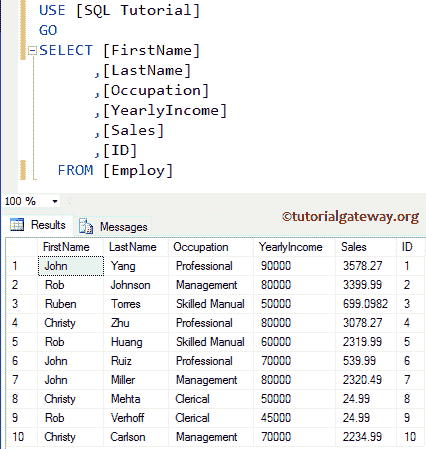 USE [SQL Tutorial]
GO
SELECT [FirstName]
,[LastName]
,[Occupation]
,[YearlyIncome]
,[Sales]
,[ID]
FROM [Employ]
100 %
©tutorialgateway.org
Results Messages
FirstName LastName Occupation YearlyIncome Sales ID
1 John Yang Professional 90000 3578.27 1
2 Rob Johnson Management 80000 3399.99 2
3 Ruben Torres Skilled Manual 50000 699.0982 3
4 Christy Zhu Professional 80000 3078.27 4
5 Rob Huang Skilled Manual 60000 2319.99 5
6 John Ruiz Professional 70000 539.99 6
7 John Miller Management 80000 2320.49 7
8 Christy Mehta Clerical 50000 24.99 8
9 Rob Verhoff Clerical 45000 24.99 9
10 Christy Carlson Management 70000 2234.99 10